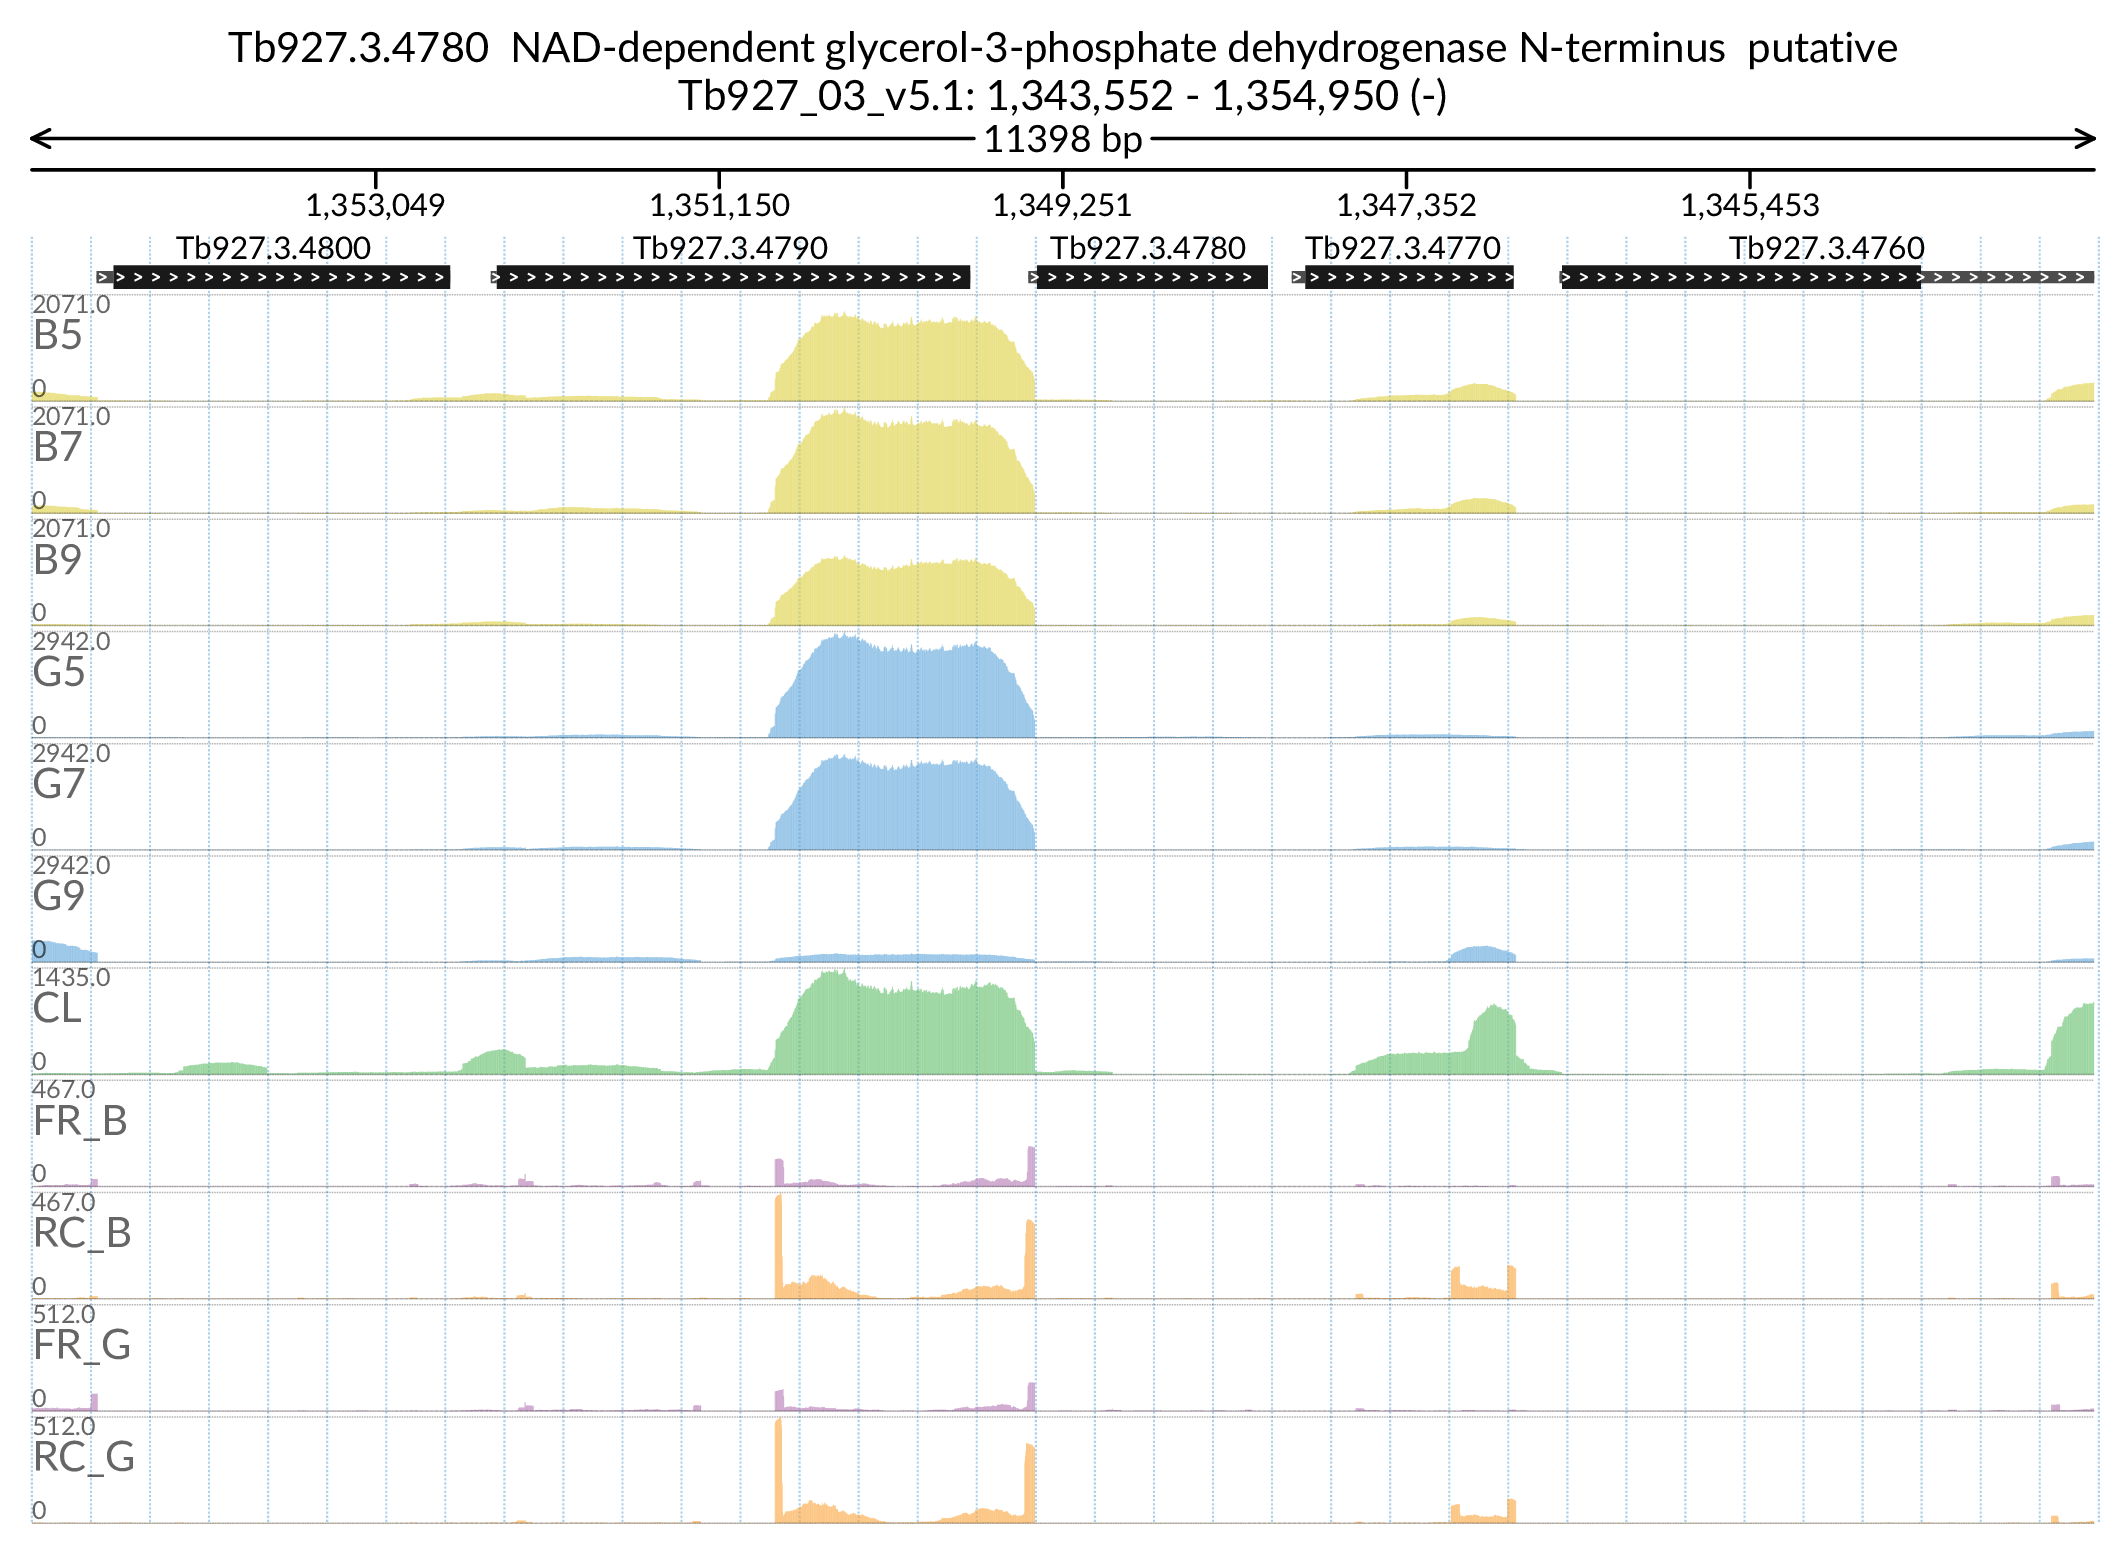 Tb927.3.4780  NAD-dependent glycerol-3-phosphate dehydrogenase N-terminus  putative
Tb927_03_v5.1: 1,343,552 - 1,354,950 (-)
11398 bp
1,353,049 1,351,150 1,349,251 1,347,352 1,345,453
Tb927.3.4800 Tb927.3.4790 Tb927.3.4780 Tb927.3.4770 Tb927.3.4760
2071.0
B5
0
2071.0
B7
0
2071.0
B9
0
2942.0
G5
0
2942.0
G7
0
2942.0
G9
0
1435.0
CL
0
467.0
FR_B
0
467.0
RC_B
0
512.0
FR_G
0
512.0
RC_G
0